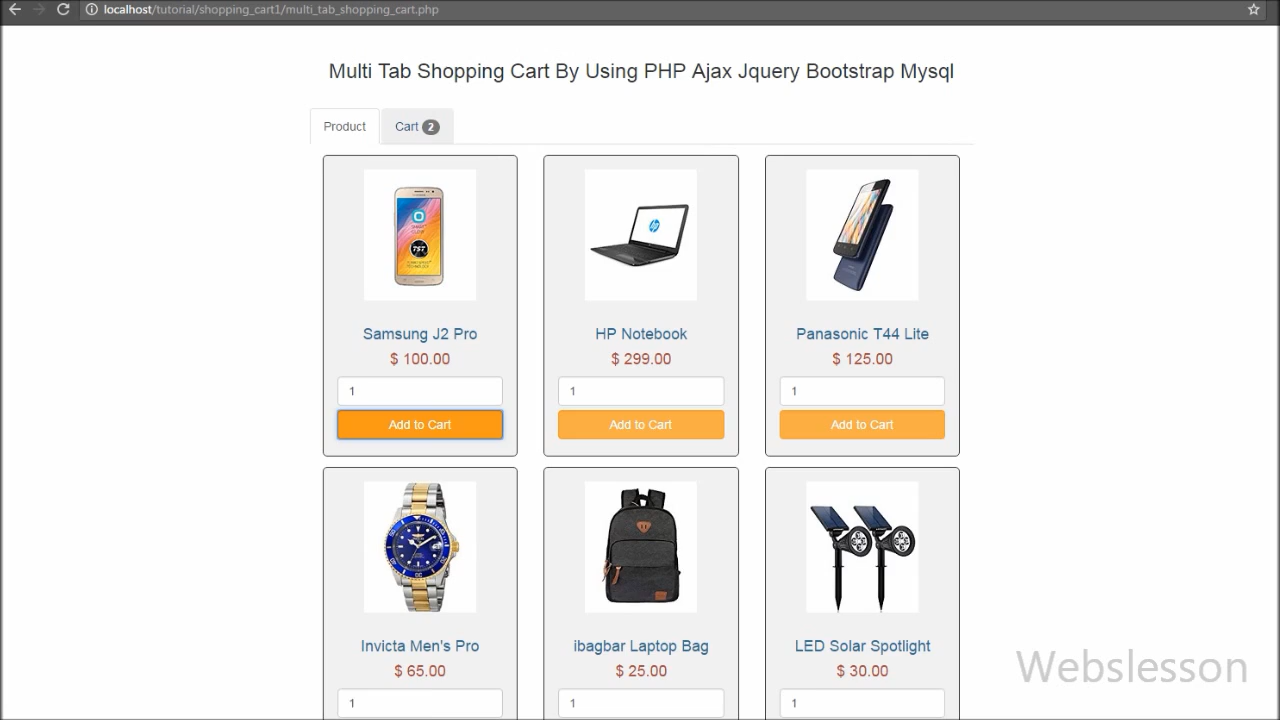 localhost/tutorial/shopping_cart1/multi_tab_shopping_cart.php
Multi Tab Shopping Cart By Using PHP Ajax Jquery Bootstrap Mysql
Product Cart 2
Samsung J2 Pro HP Notebook Panasonic T44 Lite
$ 100.00 $ 299.00 $ 125.00
1 1 1
Add to Cart Add to Cart Add to Cart
Invicta Men's Pro ibagbar Laptop Bag LED Solar Spotlight
$ 65.00 $ 25.00 $ 30.00
1 1 1
Webslesson